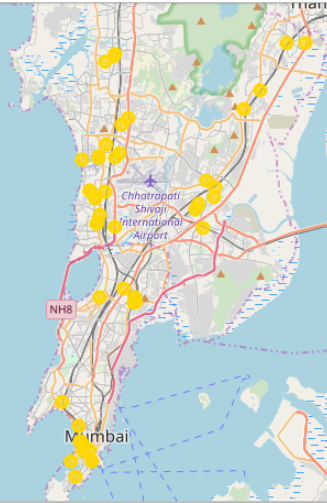 Chhatrapati
Shivaji
International
Airport
NH8
Mumbai